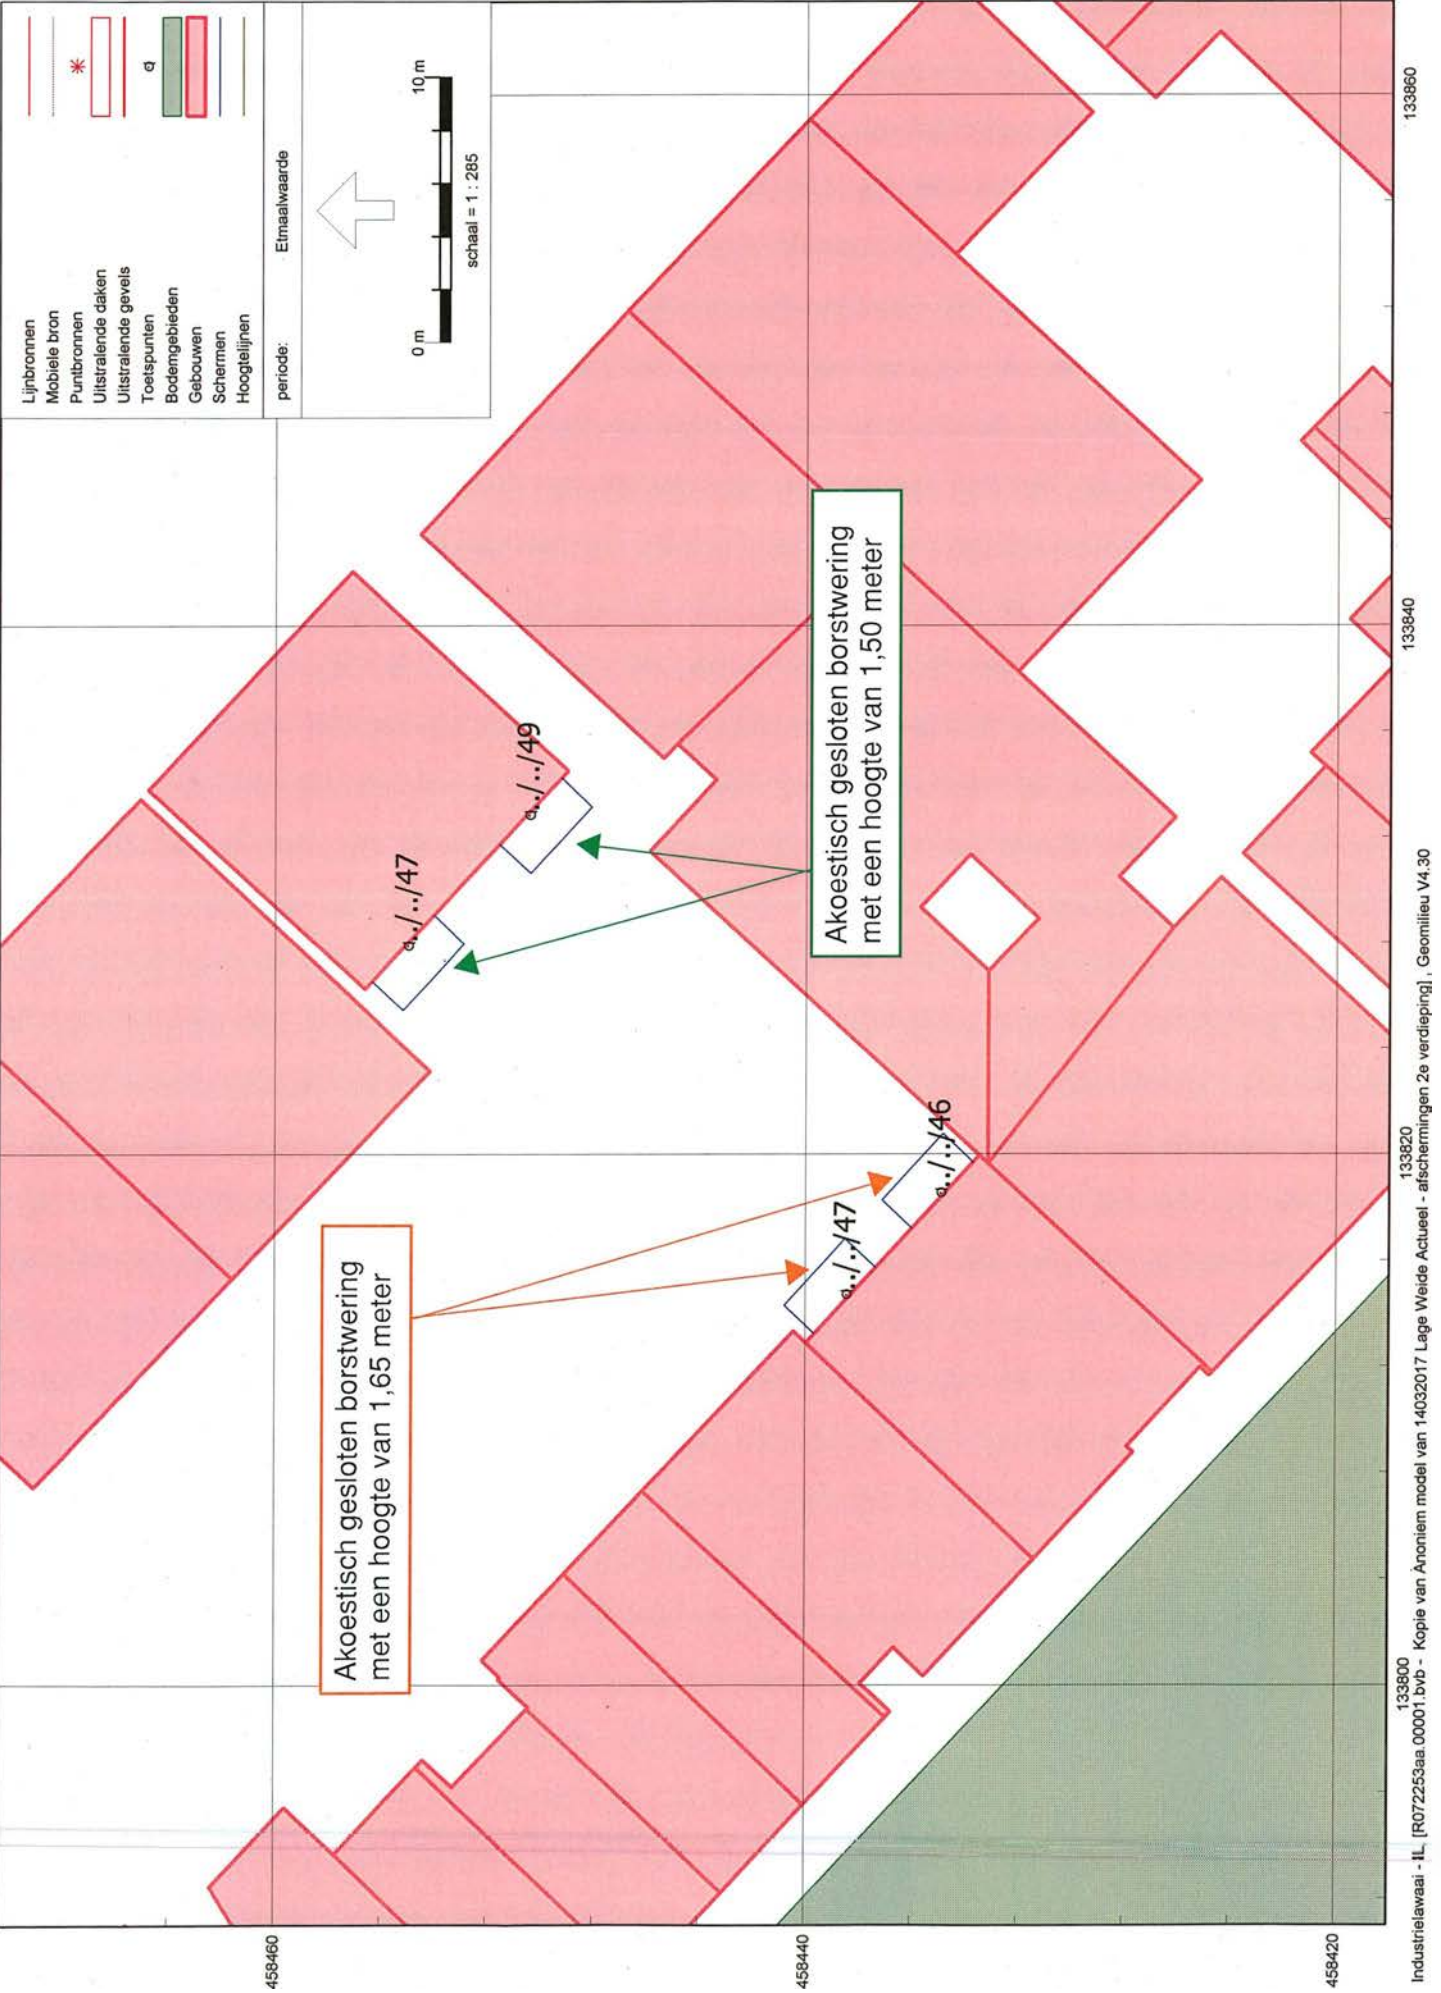 Lijnbronnen
Mobiele bron
Puntbronnen
Uitstralende daken
Uitstralende gevels
Toetspunten
Bodemgebieden
Gebouwen
Schermen
Hoogtelijnen
periode: Etmaalwaarde
0 m 10 m
schaal = 1 : 285
../../47
../../49
Akoestisch gesloten borstwering
met een hoogte van 1,50 meter
Akoestisch gesloten borstwering
met een hoogte van 1,65 meter
../../47
../../46
458460
458440
458420
133800
133820
133840
133860
Industrielawaai - IL, [R072253aa.00001.bvb - Kopie van Anoniem model van 14032017 Lage Weide Actueel - afschermingen 2e verdieping] , Geomilieu V4.30